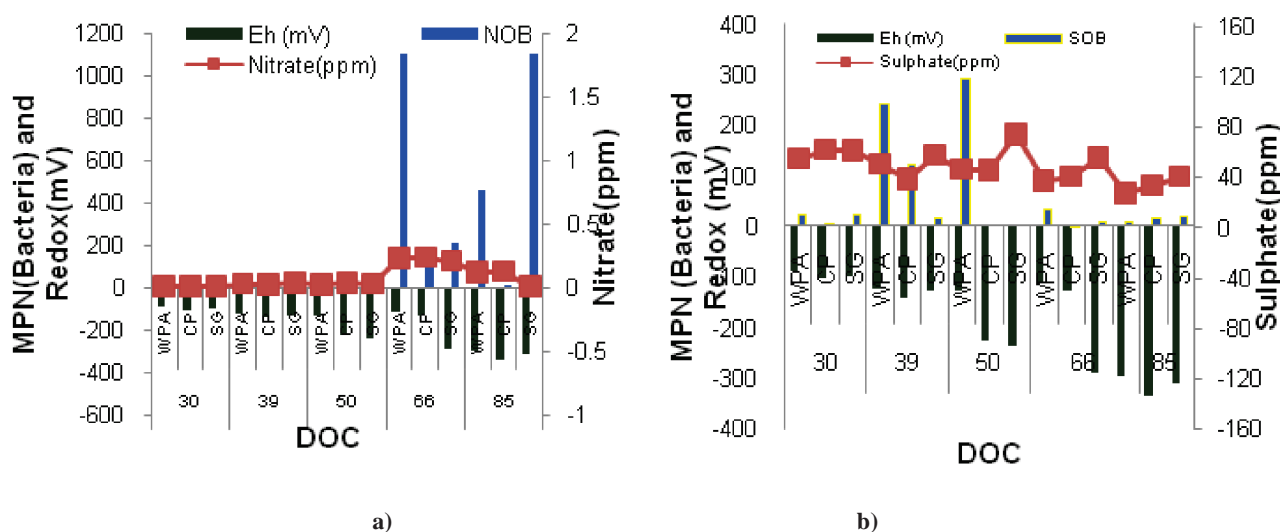 Eh (mV)
NOB
Nitrate(ppm)
MPN(Bacteria) and
Redox(mV)
1200
1000
800
600
400
200
0
-200
-400
-600
2
1.5
1
0.5
0
-0.5
-1
Nitrate(ppm)
WPA
CP
SG
WPA
CP
SG
WPA
CP
SG
WPA
CP
SG
WPA
CP
SG
30
39
50
66
85
DOC
a)
Eh (mV)
SOB
Sulphate(ppm)
MPN (Bacteria) and
Redox (mV)
400
300
200
100
0
-100
-200
-300
-400
160
120
80
40
0
-40
-80
-120
-160
Sulphate(ppm)
WPA
CP
SG
WPA
CP
SG
WPA
CP
SG
WPA
CP
SG
WPA
CP
SG
30
39
50
66
85
DOC
b)